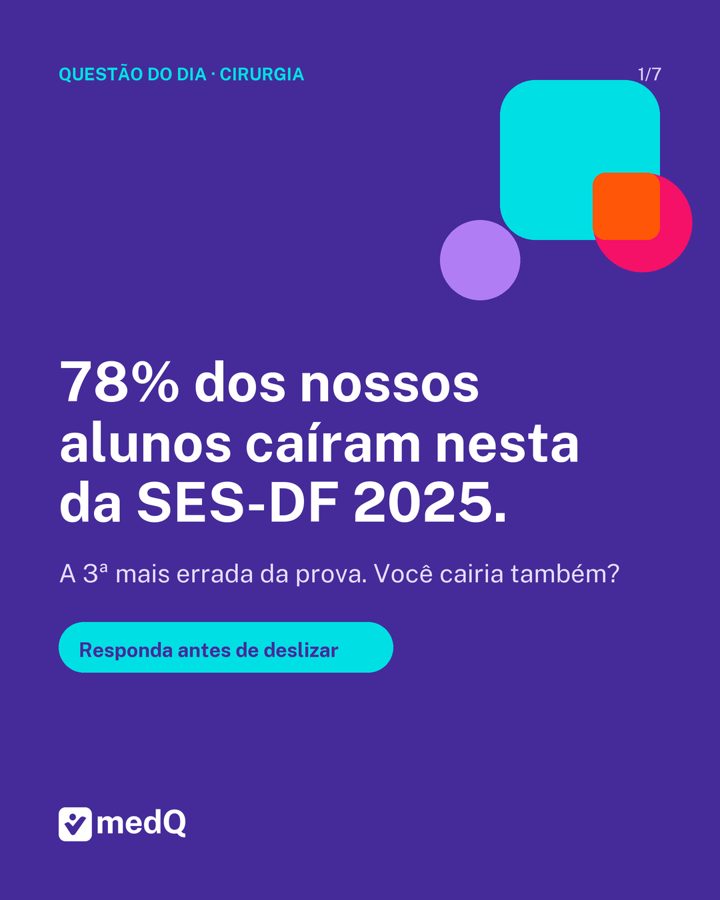 QUESTÃO DO DIA · CIRURGIA
1/7
78% dos nossos
alunos caíram nesta
da SES-DF 2025.
A 3ª mais errada da prova. Você cairia também?
Responda antes de deslizar
medQ